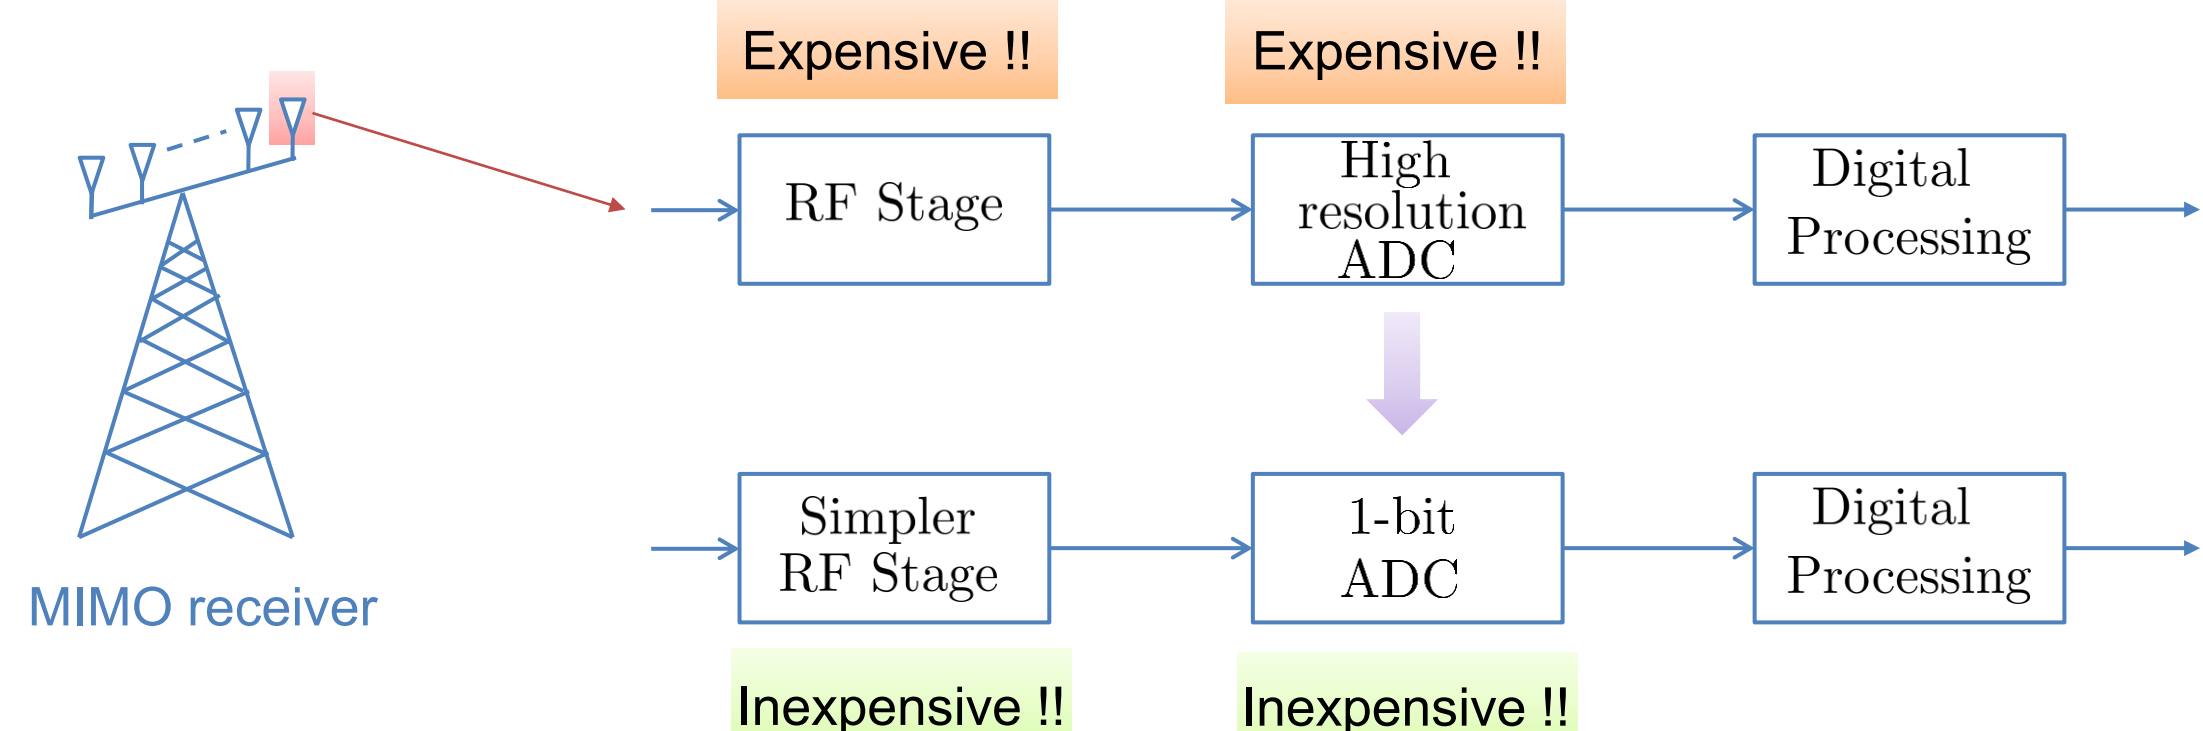 Expensive !!
Expensive !!
RF Stage
High
resolution
ADC
Digital
Processing
Simpler
RF Stage
1-bit
ADC
Digital
Processing
MIMO receiver
Inexpensive !!
Inexpensive !!